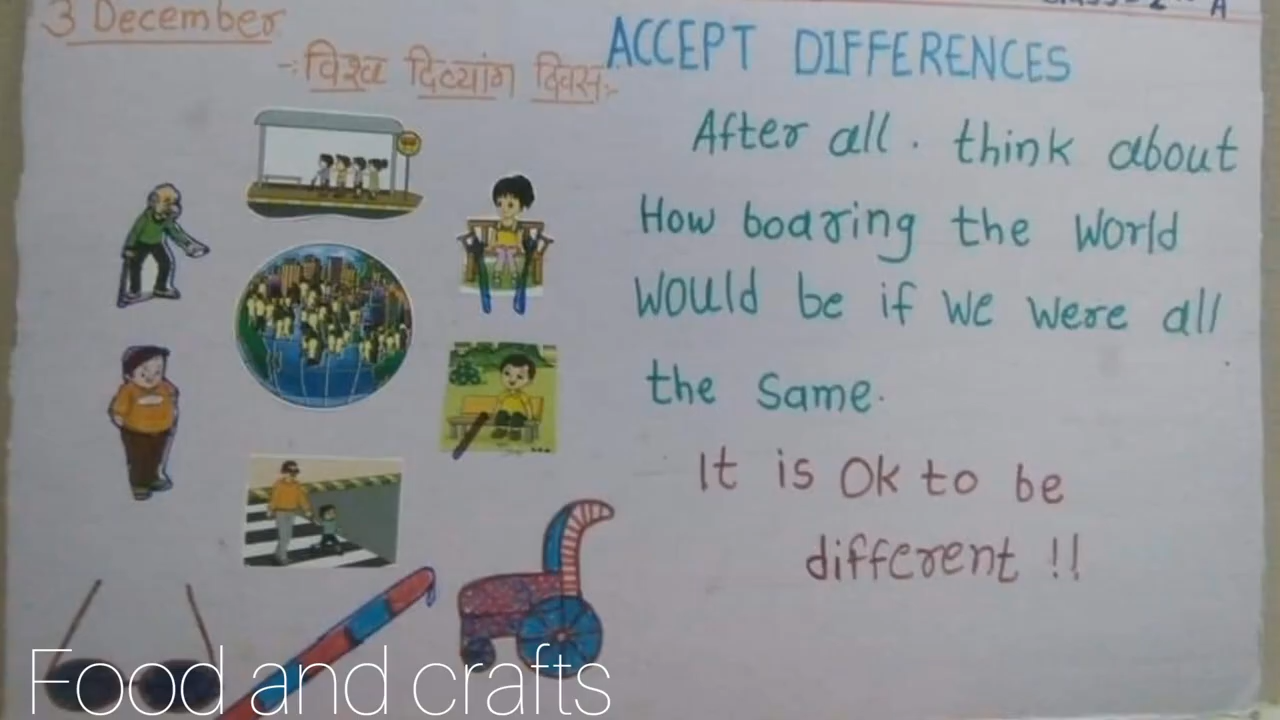 3 December
-:विश्व दिव्यांग दिवस:-
ACCEPT DIFFERENCES
After all. think about
How boaring the World
would be if we were all
the same.
It is Ok to be
different !!
Food and crafts